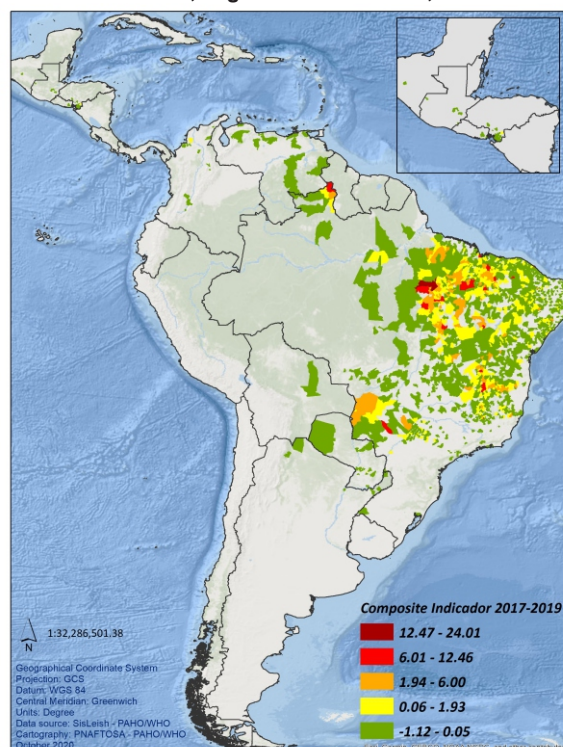 Composite Indicador 2017-2019
12.47 - 24.01
6.01 - 12.46
1.94 - 6.00
0.06 - 1.93
-1.12 - 0.05
1:32,286,501.38
N
Geographical Coordinate System
Projection: GCS
Datum: WGS 84
Central Meridian: Greenwich
Units: Degree
Data source: SisLeish - PAHO/WHO
Cartography: PNAFTOSA - PAHO/WHO
October 2020